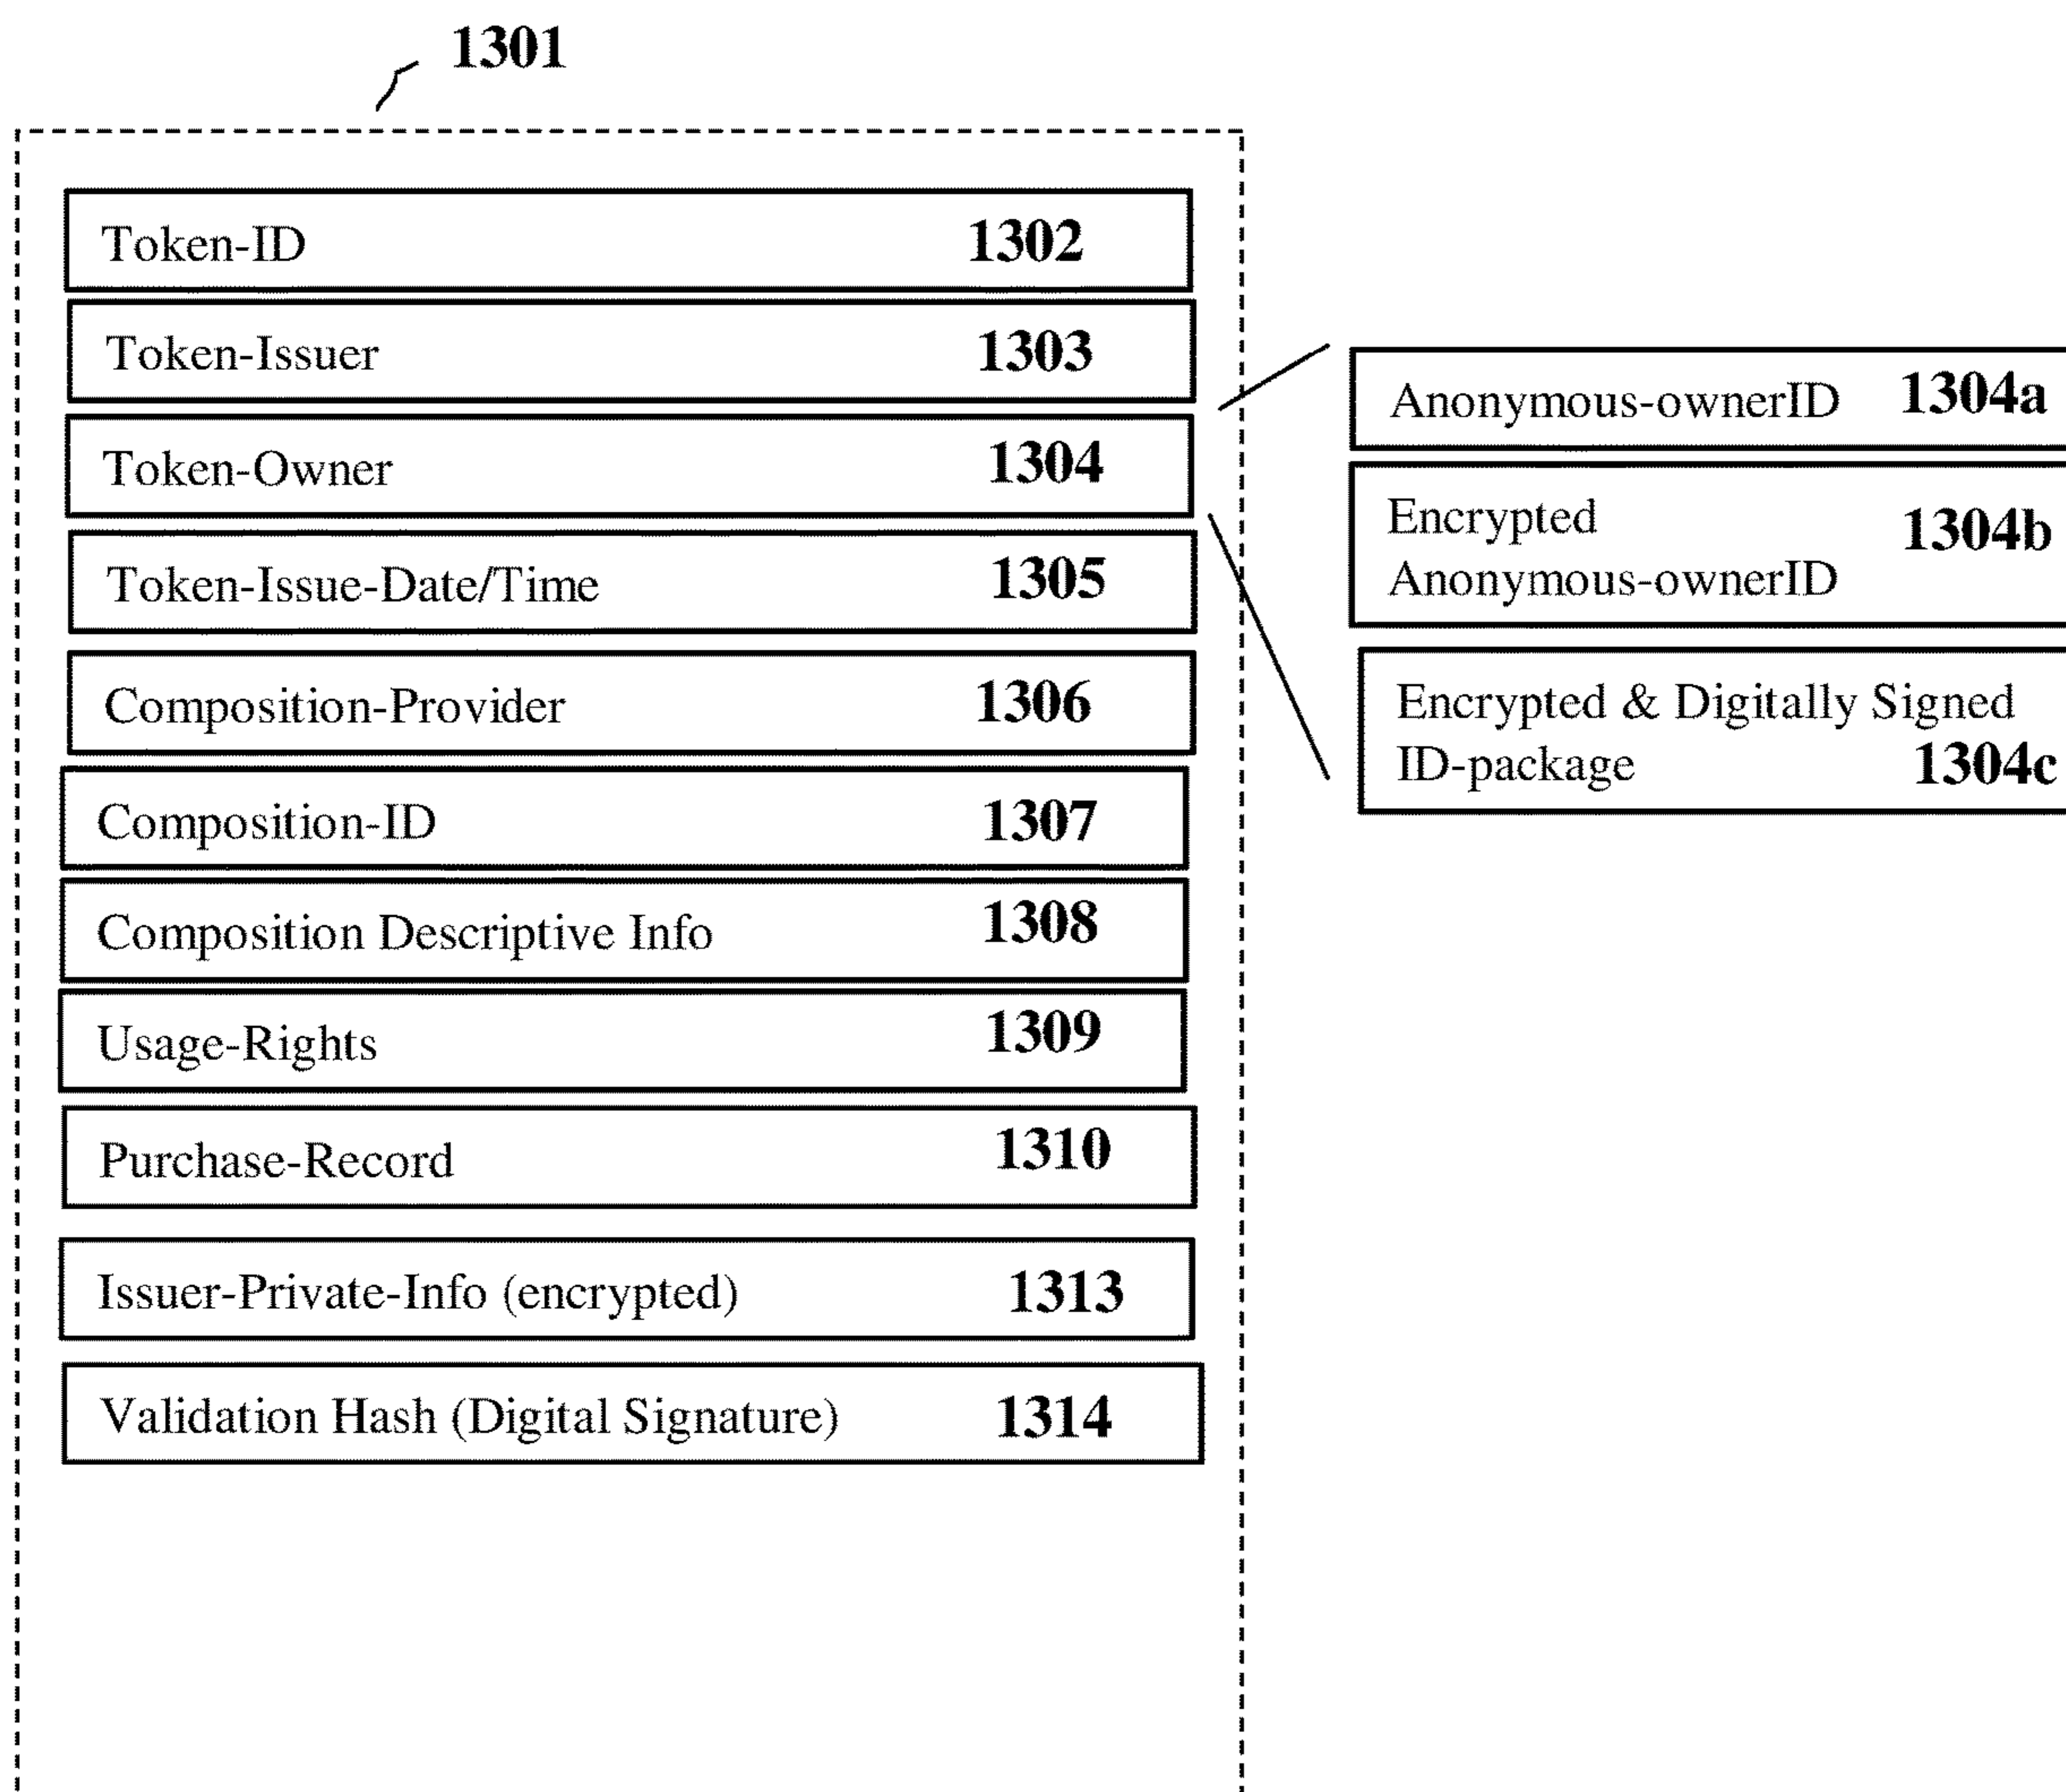 1301
Token-ID 1302
Token-Issuer 1303
Token-Owner 1304
Token-Issue-Date/Time 1305
Composition-Provider 1306
Composition-ID 1307
Composition Descriptive Info 1308
Usage-Rights 1309
Purchase-Record 1310
Issuer-Private-Info (encrypted) 1313
Validation Hash (Digital Signature) 1314
Anonymous-ownerID 1304a
Encrypted 1304b
Anonymous-ownerID
Encrypted & Digitally Signed
ID-package 1304c